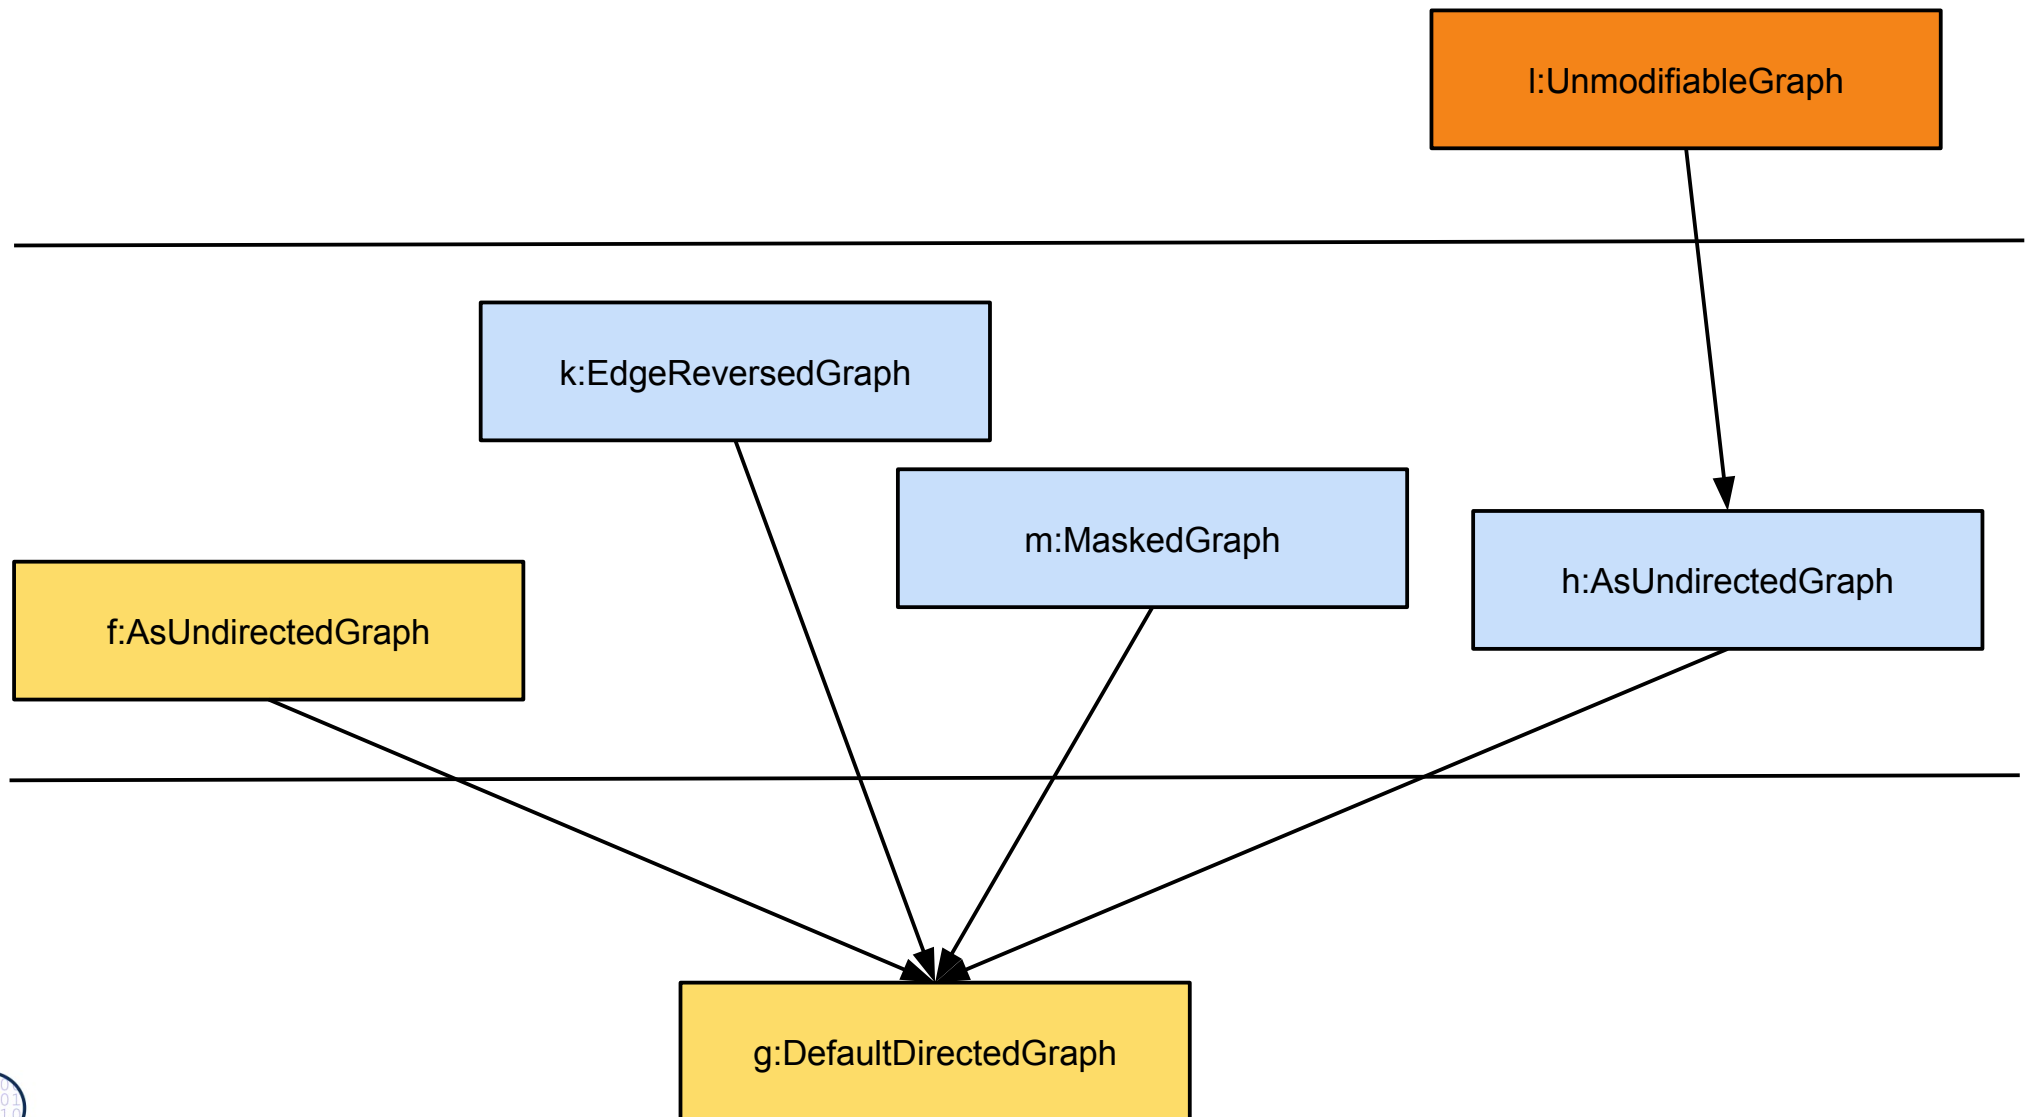 l:UnmodifiableGraph
k:EdgeReversedGraph
m:MaskedGraph
h:AsUndirectedGraph
f:AsUndirectedGraph
g:DefaultDirectedGraph